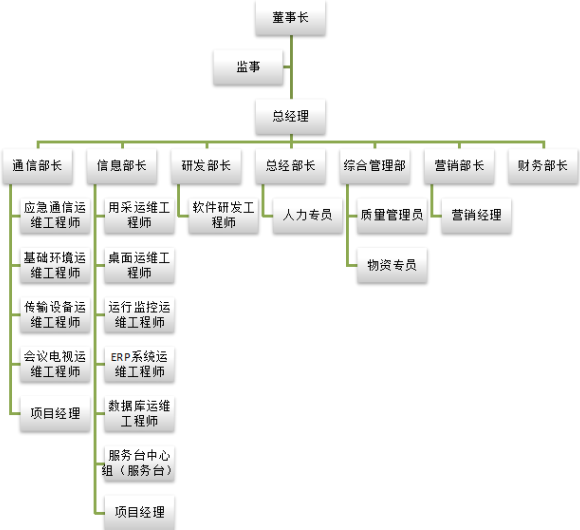 董事长
监事
总经理
通信部长
信息部长
研发部长
总经部长
综合管理部
营销部长
财务部长
应急通信运
维工程师
基础环境运
维工程师
传输设备运
维工程师
会议电视运
维工程师
项目经理
用采运维工
程师
桌面运维工
程师
运行监控运
维工程师
ERP系统运
维工程师
数据库运维
工程师
服务台中心
组（服务台）
项目经理
软件研发工
程师
人力专员
质量管理员
物资专员
营销经理